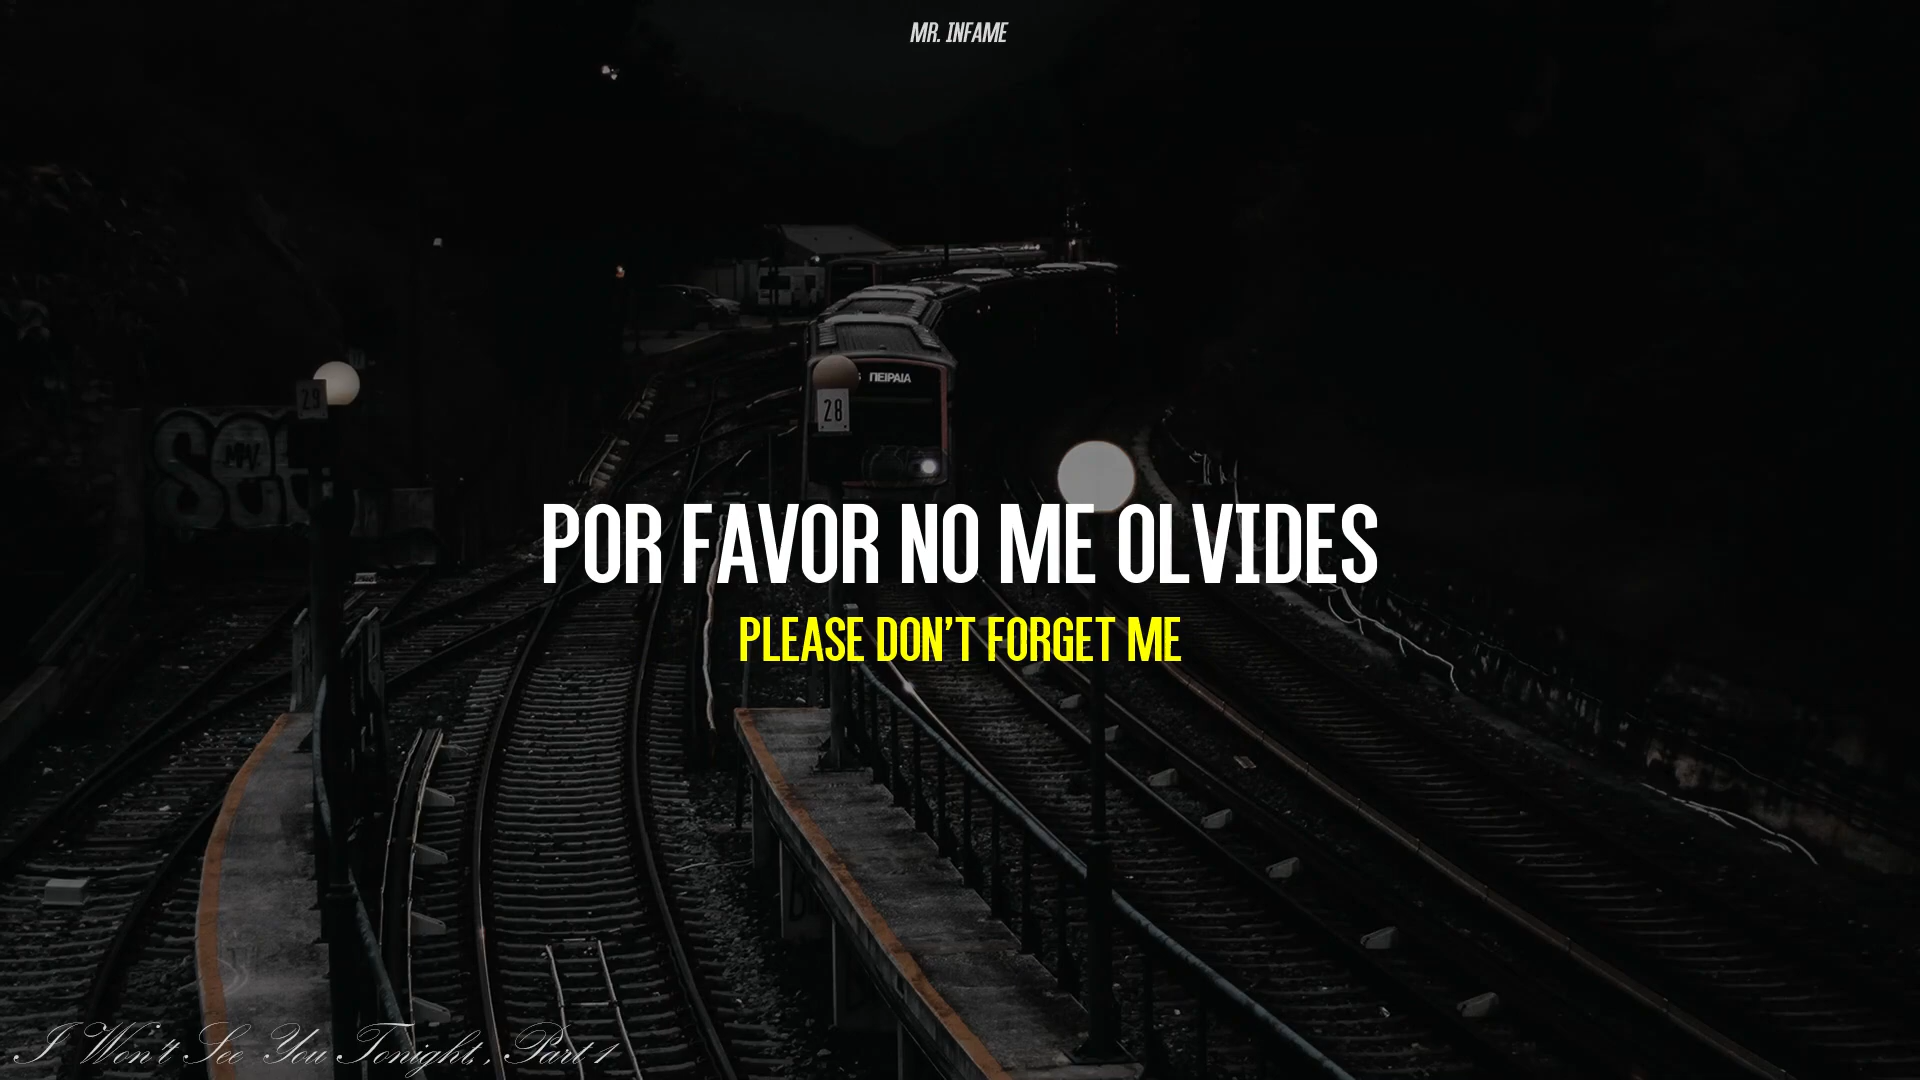 MR. INFAME
ΠΕΙΡΑΙΑ
29
28
POR FAVOR NO ME OLVIDES
PLEASE DON'T FORGET ME
I Won't See You Tonight, Part 1